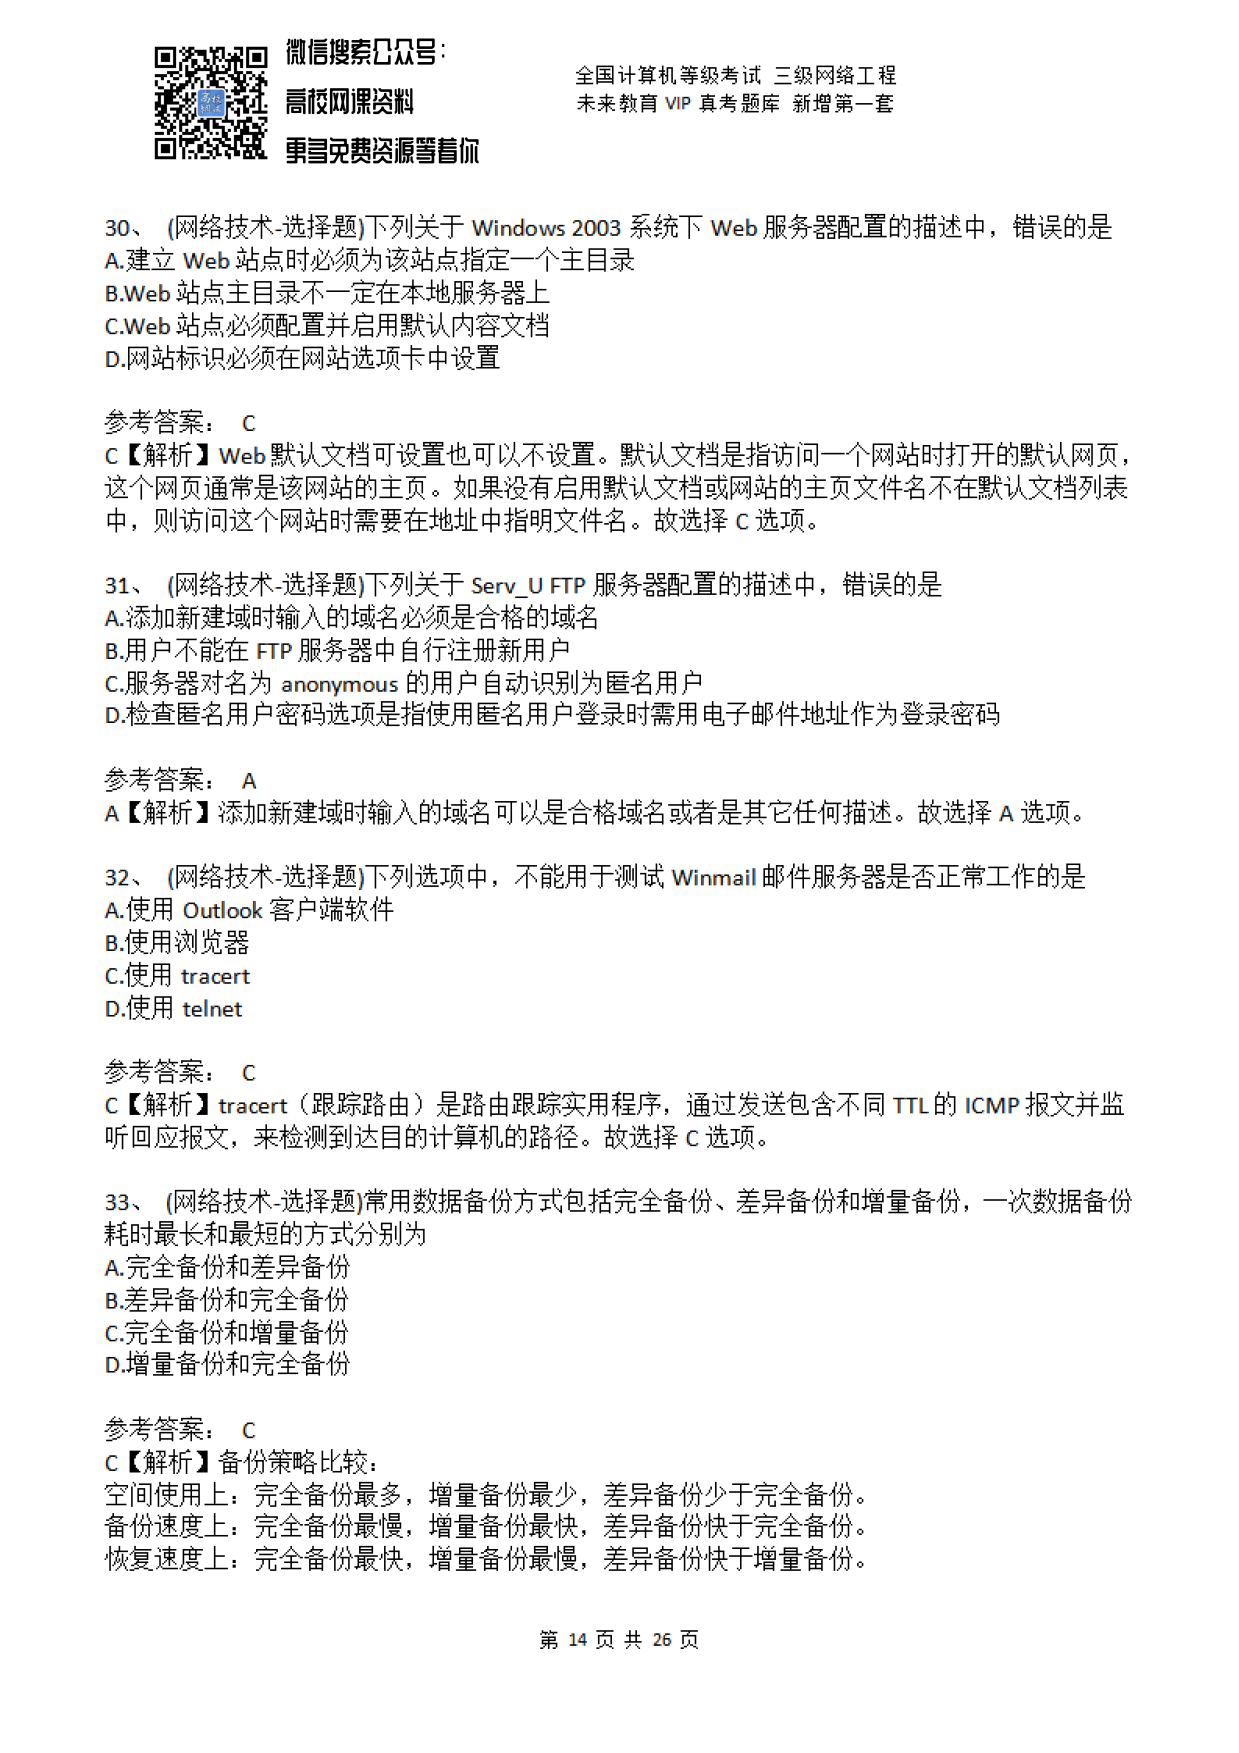 微信搜索公众号：
高校网课资料
更多免费资源等着你
全国计算机等级考试 三级网络工程
未来教育 VIP 真考题库 新增第一套
30、 (网络技术-选择题)下列关于 Windows 2003 系统下 Web 服务器配置的描述中，错误的是
A.建立 Web 站点时必须为该站点指定一个主目录
B.Web 站点主目录不一定在本地服务器上
C.Web 站点必须配置并启用默认内容文档
D.网站标识必须在网站选项卡中设置
参考答案： C
C【解析】Web 默认文档可设置也可以不设置。默认文档是指访问一个网站时打开的默认网页，
这个网页通常是该网站的主页。如果没有启用默认文档或网站的主页文件名不在默认文档列表
中，则访问这个网站时需要在地址中指明文件名。故选择 C 选项。
31、 (网络技术-选择题)下列关于 Serv_U FTP 服务器配置的描述中，错误的是
A.添加新建域时输入的域名必须是合格的域名
B.用户不能在 FTP 服务器中自行注册新用户
C.服务器对名为 anonymous 的用户自动识别为匿名用户
D.检查匿名用户密码选项是指使用匿名用户登录时需用电子邮件地址作为登录密码
参考答案： A
A【解析】添加新建域时输入的域名可以是合格域名或者是其它任何描述。故选择 A 选项。
32、 (网络技术-选择题)下列选项中，不能用于测试 Winmail 邮件服务器是否正常工作的是
A.使用 Outlook 客户端软件
B.使用浏览器
C.使用 tracert
D.使用 telnet
参考答案： C
C【解析】tracert（跟踪路由）是路由跟踪实用程序，通过发送包含不同 TTL 的 ICMP 报文并监
听回应报文，来检测到达目的计算机的路径。故选择 C 选项。
33、 (网络技术-选择题)常用数据备份方式包括完全备份、差异备份和增量备份，一次数据备份
耗时最长和最短的方式分别为
A.完全备份和差异备份
B.差异备份和完全备份
C.完全备份和增量备份
D.增量备份和完全备份
参考答案： C
C【解析】备份策略比较：
空间使用上：完全备份最多，增量备份最少，差异备份少于完全备份。
备份速度上：完全备份最慢，增量备份最快，差异备份快于完全备份。
恢复速度上：完全备份最快，增量备份最慢，差异备份快于增量备份。
第 14 页 共 26 页